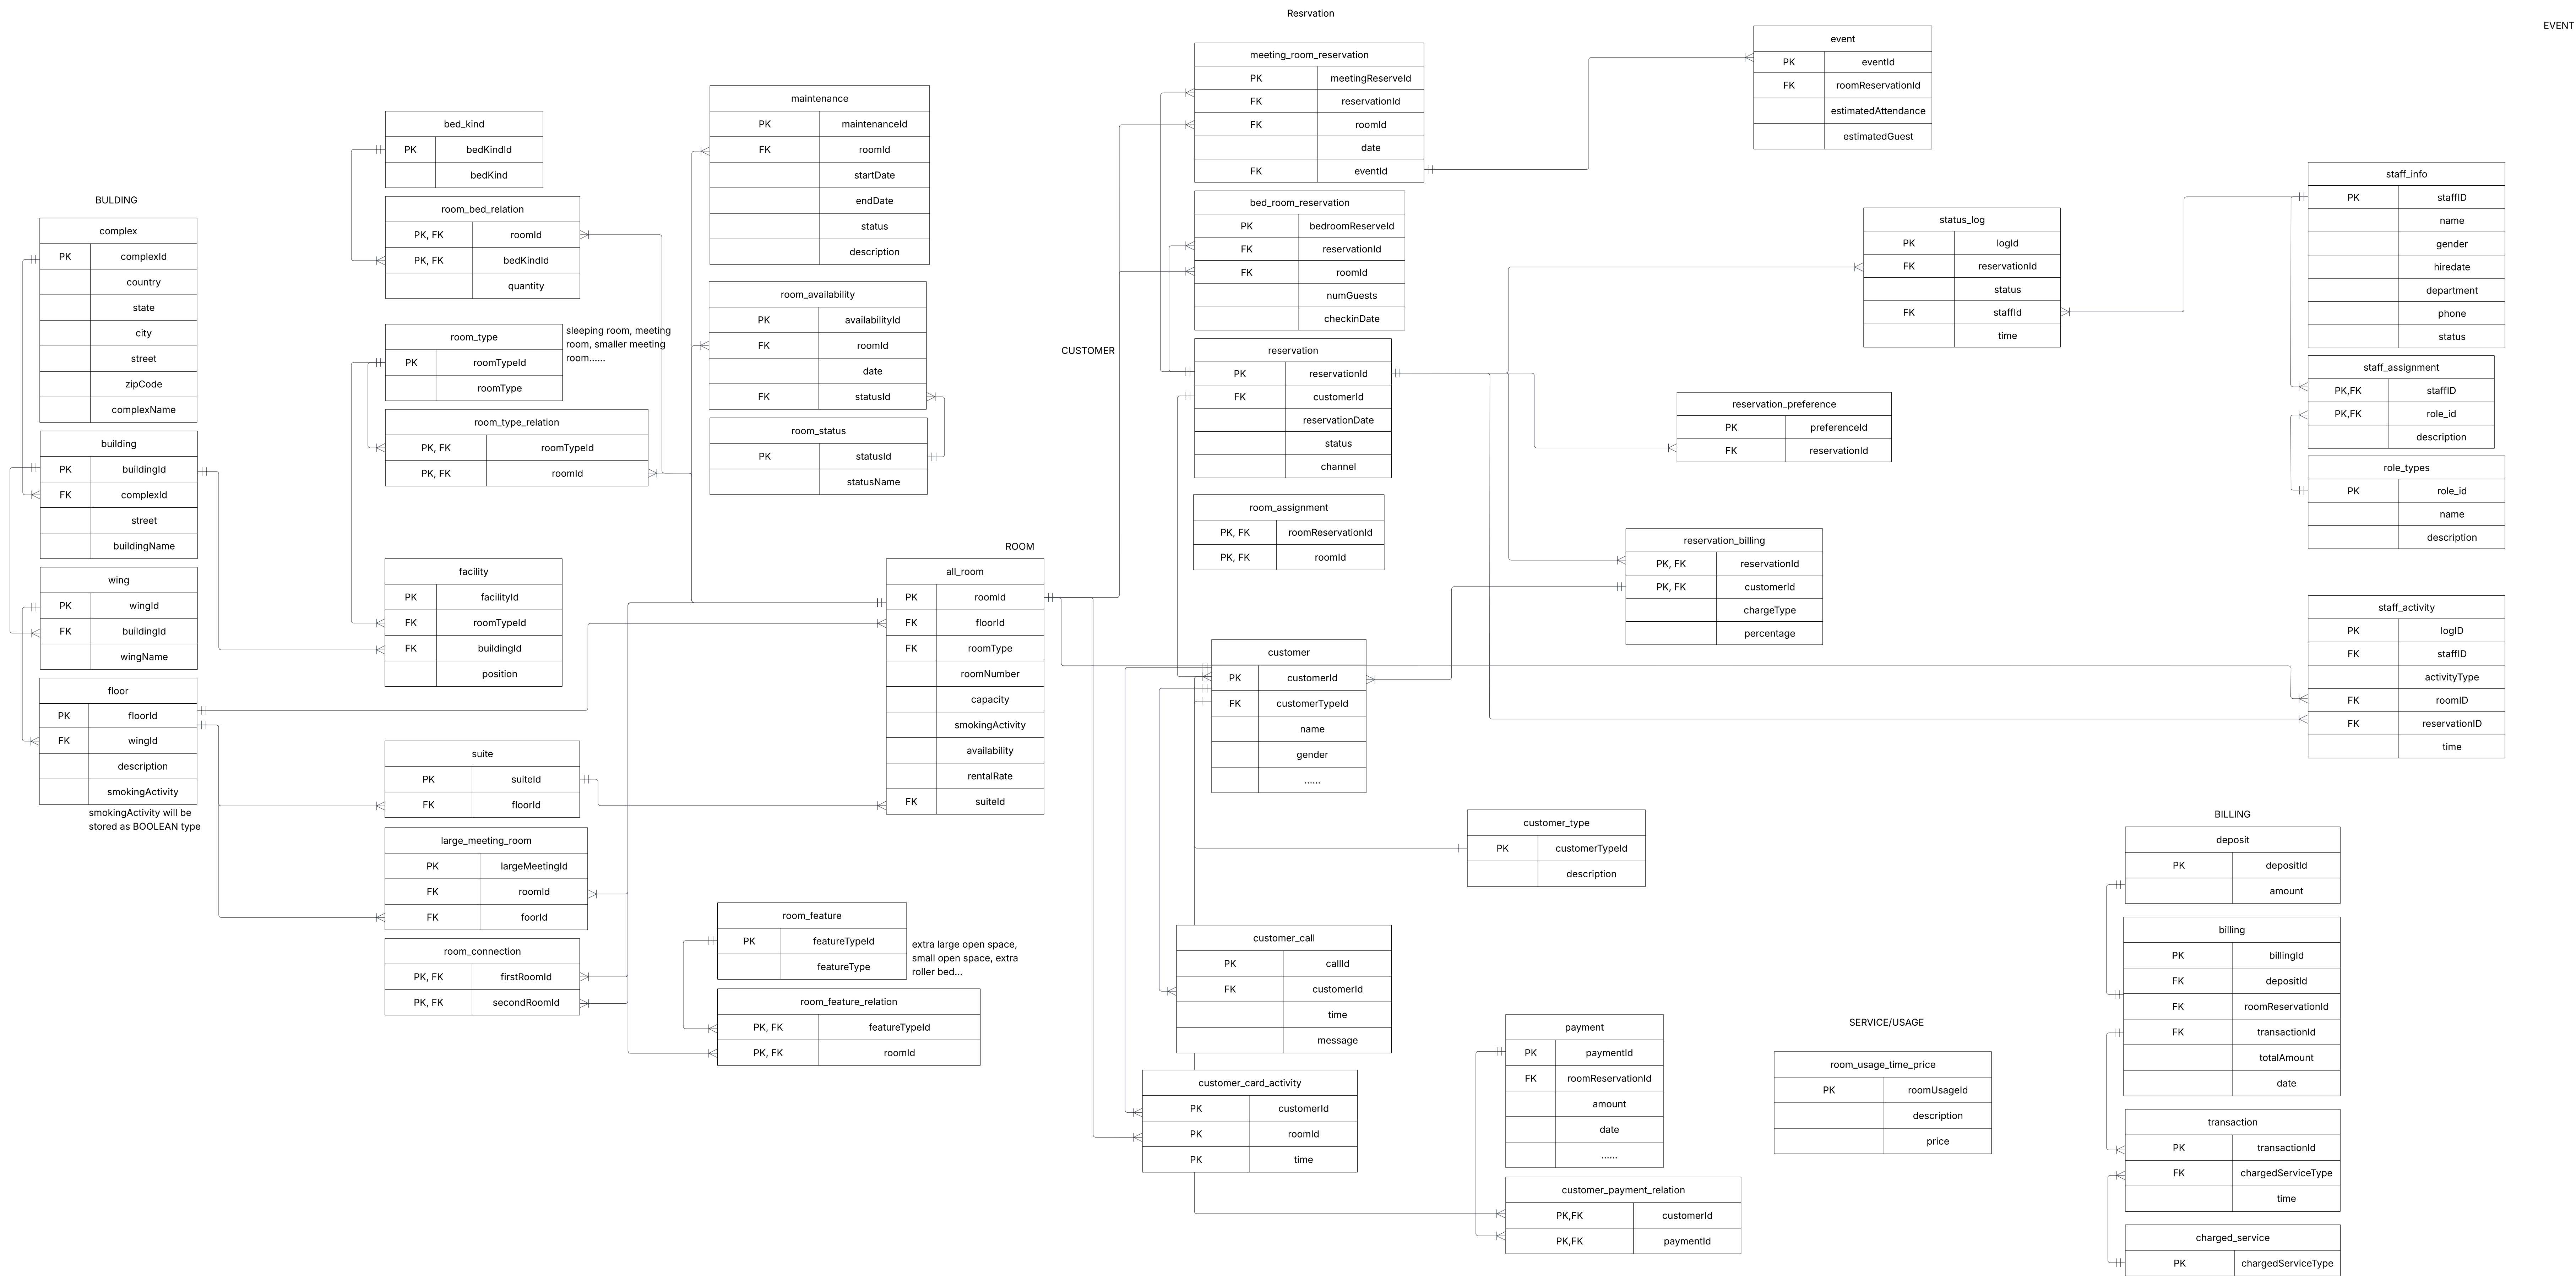 Resrvation
EVENT
BULDING
complex
PK complexId
country
state
city
street
zipCode
complexName
building
PK buildingId
FK complexId
street
buildingName
wing
PK wingId
FK buildingId
wingName
floor
PK floorId
FK wingId
description
smokingActivity
smokingActivity will be
stored as BOOLEAN type
bed_kind
PK bedKindId
bedKind
room_bed_relation
PK, FK roomId
PK, FK bedKindId
quantity
room_type
PK roomTypeId
roomType
sleeping room, meeting
room, smaller meeting
room......
room_type_relation
PK, FK roomTypeId
PK, FK roomId
facility
PK facilityId
FK roomTypeId
FK buildingId
position
suite
PK suiteId
FK floorId
large_meeting_room
PK largeMeetingId
FK roomId
FK foorId
room_connection
PK, FK firstRoomId
PK, FK secondRoomId
maintenance
PK maintenanceId
FK roomId
startDate
endDate
status
description
room_availability
PK availabilityId
FK roomId
date
FK statusId
room_status
PK statusId
statusName
ROOM
all_room
PK roomId
FK floorId
FK roomType
roomNumber
capacity
smokingActivity
availability
rentalRate
FK suiteId
room_feature
PK featureTypeId
featureType
extra large open space,
small open space, extra
roller bed...
room_feature_relation
PK, FK featureTypeId
PK, FK roomId
CUSTOMER
meeting_room_reservation
PK meetingReserveId
FK reservationId
FK roomId
date
FK eventId
bed_room_reservation
PK bedroomReserveId
FK reservationId
FK roomId
numGuests
checkinDate
reservation
PK reservationId
FK customerId
reservationDate
status
channel
room_assignment
PK, FK roomReservationId
PK, FK roomId
customer
PK customerId
FK customerTypeId
name
gender
......
customer_type
PK customerTypeId
description
customer_call
PK callId
FK customerId
time
message
customer_card_activity
PK customerId
PK roomId
PK time
event
PK eventId
FK roomReservationId
estimatedAttendance
estimatedGuest
status_log
PK logId
FK reservationId
status
FK staffId
time
reservation_preference
PK preferenceId
FK reservationId
reservation_billing
PK, FK reservationId
PK, FK customerId
chargeType
percentage
payment
PK paymentId
FK roomReservationId
amount
date
......
customer_payment_relation
PK,FK customerId
PK,FK paymentId
SERVICE/USAGE
room_usage_time_price
PK roomUsageId
description
price
staff_info
PK staffID
name
gender
hiredate
department
phone
status
staff_assignment
PK,FK staffID
PK,FK role_id
description
role_types
PK role_id
name
description
staff_activity
PK logID
FK staffID
activityType
FK roomID
FK reservationID
time
BILLING
deposit
PK depositId
amount
billing
PK billingId
FK depositId
FK roomReservationId
FK transactionId
totalAmount
date
transaction
PK transactionId
FK chargedServiceType
time
charged_service
PK chargedServiceType